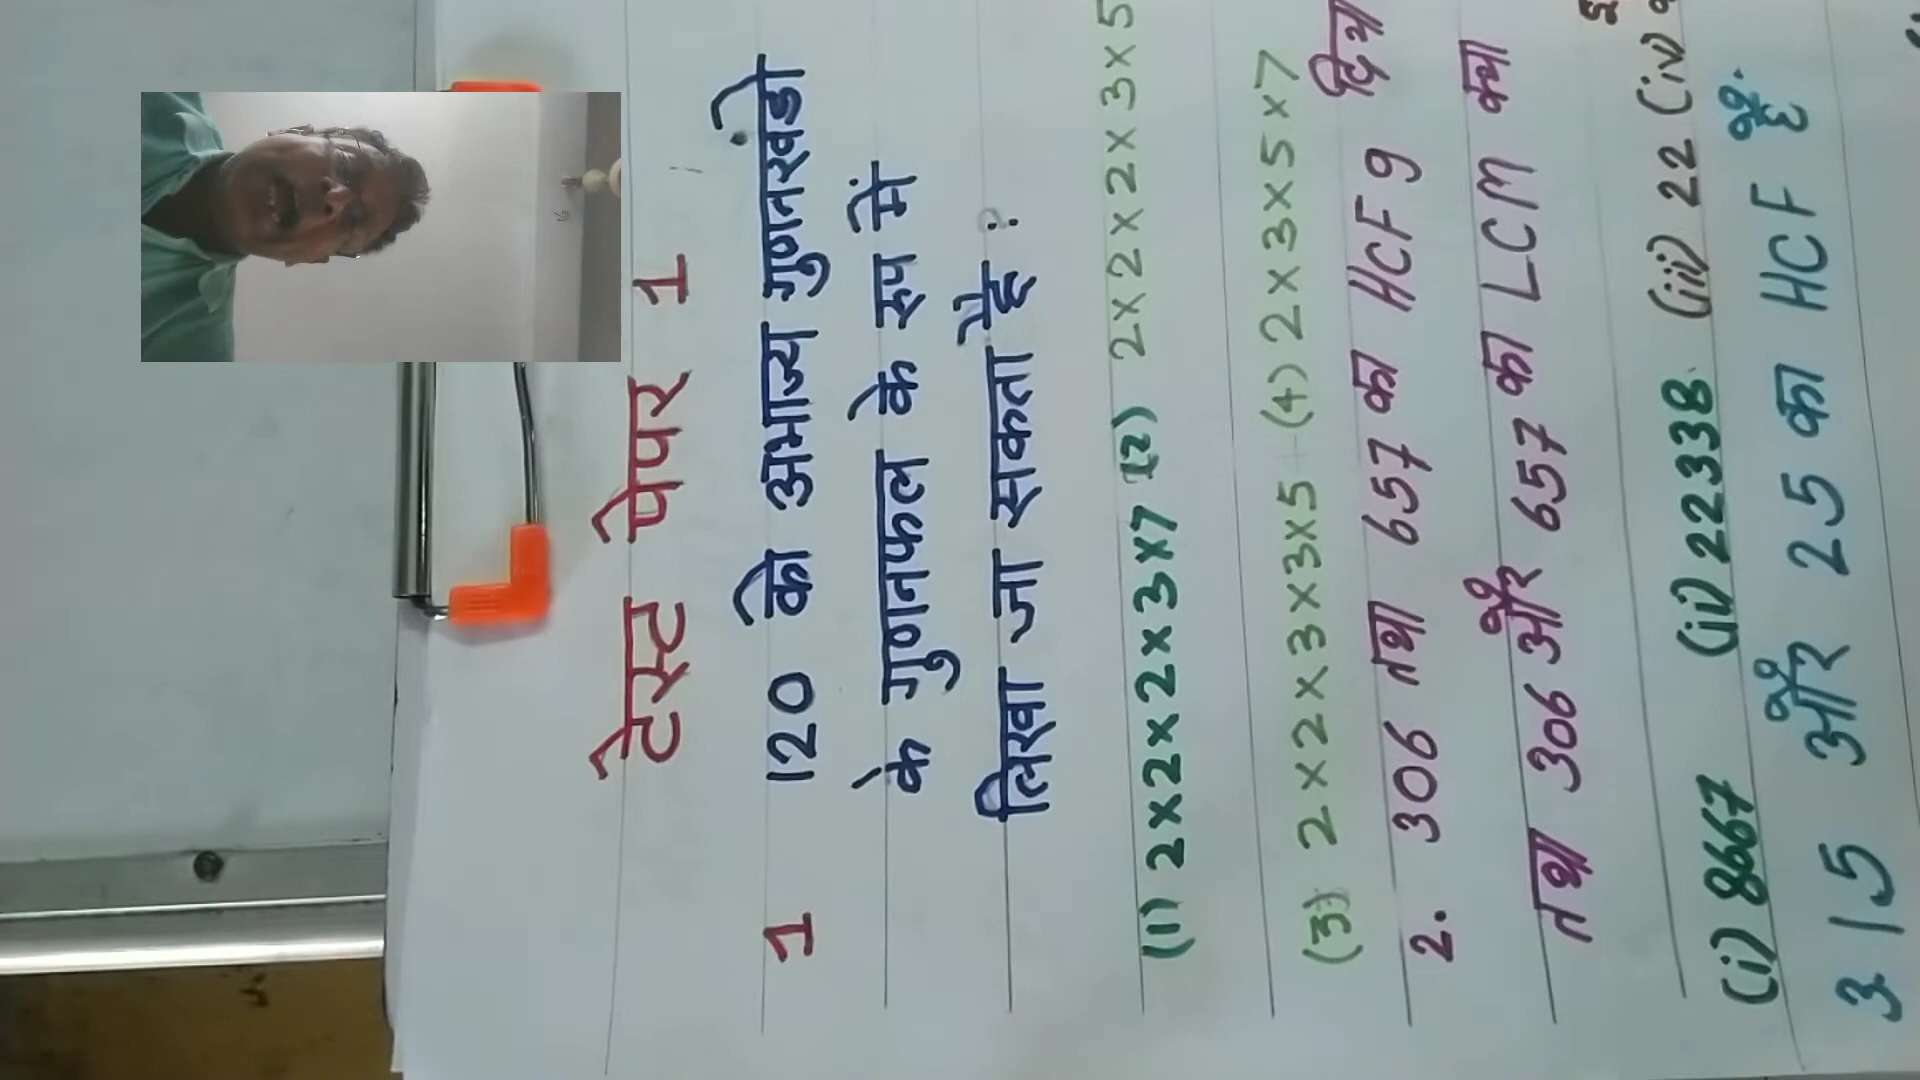 टेस्ट पेपर 1
1 120 को अभाज्य गुणनखंडो
के गुणनफल के रूप में
लिखा जा सकता है :
(1) 2×2×2×3×7 (2) 2×2×2×3×5
(3) 2×2×3×3×5 (4) 2×3×5×7
2. 306 तथा 657 का HCF 9 दिया
तथा 306 और 657 का LCM क्या
(i) 8667 (ii) 22338 (iii) 22 (iv)
3 15 और 25 का HCF है.